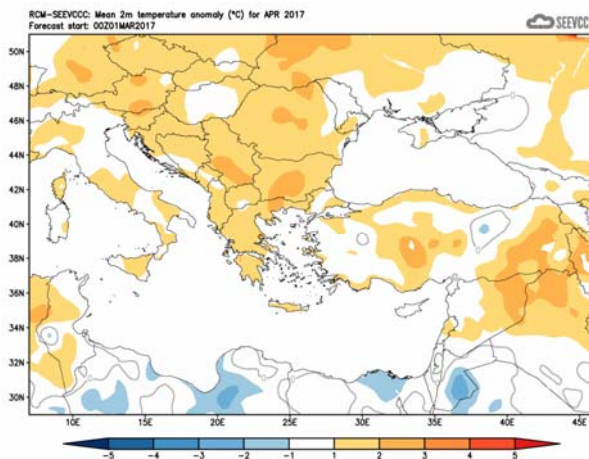 RCM-SEEVCCC: Mean 2m temperature anomaly (°C) for APR 2017
Forecast start: 00Z01MAR2017
SEEVCCC
50N
48N
46N
44N
42N
40N
38N
36N
34N
32N
30N
10E 15E 20E 25E 30E 35E 40E 45E
-5 -4 -3 -2 -1 1 2 3 4 5